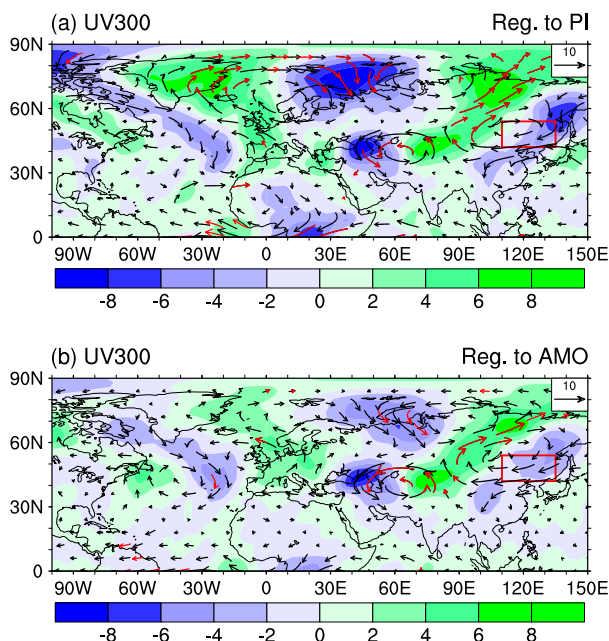 (a) UV300 Reg. to PI
90N
10
60N
30N
0
90W 60W 30W 0 30E 60E 90E 120E 150E
-8 -6 -4 -2 0 2 4 6 8
(b) UV300 Reg. to AMO
90N
10
60N
30N
0
90W 60W 30W 0 30E 60E 90E 120E 150E
-8 -6 -4 -2 0 2 4 6 8